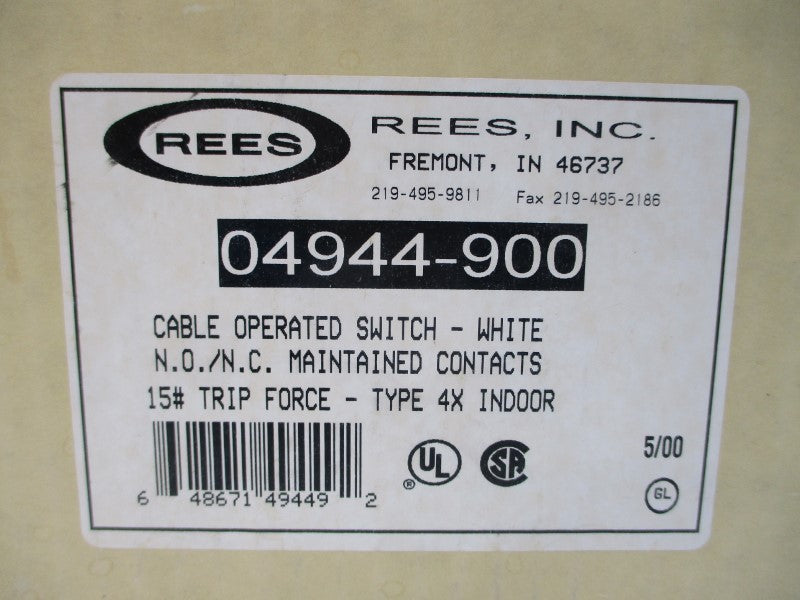 REES
REES, INC.
FREMONT, IN 46737
219-495-9811 Fax 219-495-2186
04944-900
CABLE OPERATED SWITCH - WHITE
N.O./N.C. MAINTAINED CONTACTS
15# TRIP FORCE - TYPE 4X INDOOR
6 48671 49449 2
UL ®
SA
5/00
GL